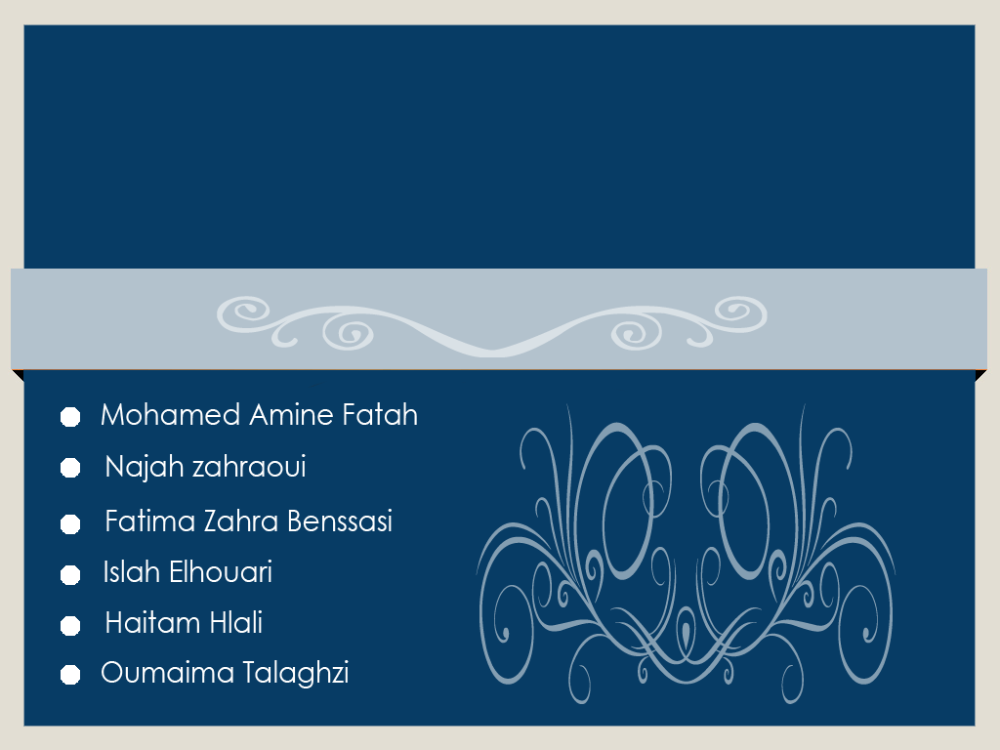 Mohamed Amine Fatah
Najah zahraoui
Fatima Zahra Benssasi
Islah Elhouari
Haitam Hlali
Oumaima Talaghzi